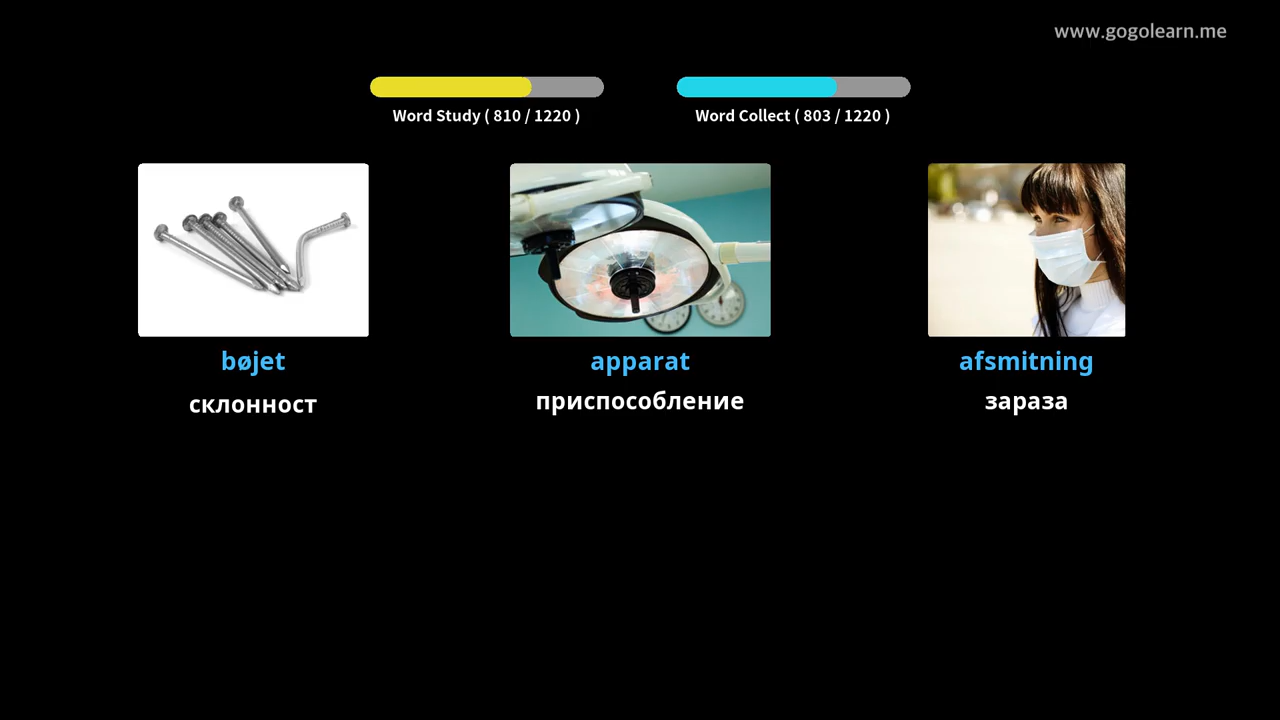 www.gogolearn.me
Word Study ( 810 / 1220 )
Word Collect ( 803 / 1220 )
bøjet
apparat
afsmitning
склонност
приспособление
зараза